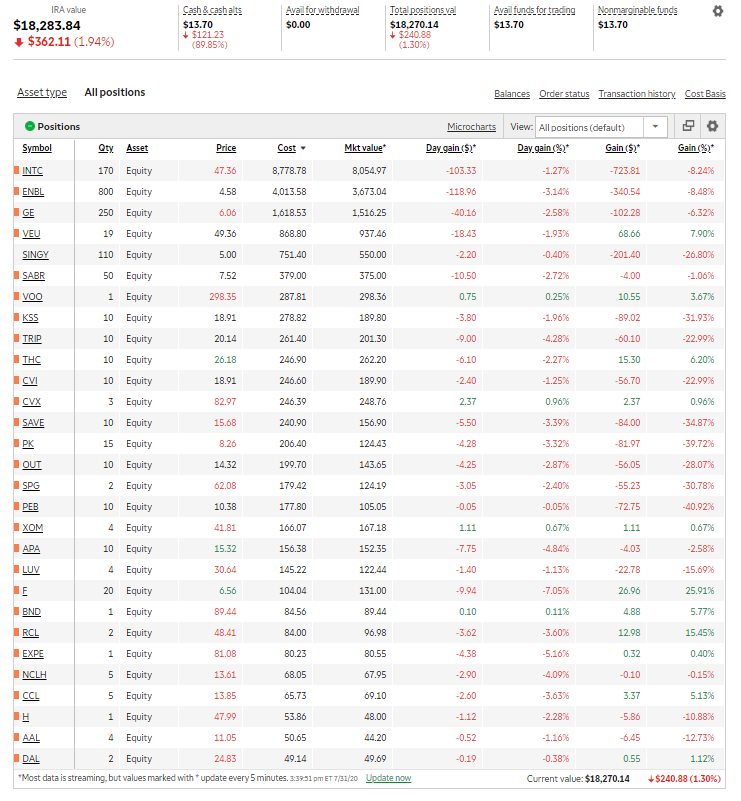 IRA value
$18,283.84
$362.11 (1.94%)
Cash & cash alts
$13.70
$121.23
(89.85%)
Avail for withdrawal
$0.00
Total positions val
$18,270.14
$240.88
(1.30%)
Avail funds for trading
$13.70
Nonmarginable funds
$13.70
Asset type All positions
Balances Order status Transaction history Cost Basis
Positions Microcharts View: All positions (default)
Symbol Qty Asset Price Cost Mkt value* Day gain ($)* Day gain (%)* Gain ($)* Gain (%)*
INTC 170 Equity 47.36 8,778.78 8,054.97 -103.33 -1.27% -723.81 -8.24%
ENBL 800 Equity 4.58 4,013.58 3,673.04 -118.96 -3.14% -340.54 -8.48%
GE 250 Equity 6.06 1,618.53 1,516.25 -40.16 -2.58% -102.28 -6.32%
VEU 19 Equity 49.36 868.80 937.46 -18.43 -1.93% 68.66 7.90%
SINGY 110 Equity 5.00 751.40 550.00 -2.20 -0.40% -201.40 -26.80%
SABR 50 Equity 7.52 379.00 375.00 -10.50 -2.72% -4.00 -1.06%
VOO 1 Equity 298.35 287.81 298.36 0.75 0.25% 10.55 3.67%
KSS 10 Equity 18.91 278.82 189.80 -3.80 -1.96% -89.02 -31.93%
TRIP 10 Equity 20.14 261.40 201.30 -9.00 -4.28% -60.10 -22.99%
THC 10 Equity 26.18 246.90 262.20 -6.10 -2.27% 15.30 6.20%
CVI 10 Equity 18.91 246.60 189.90 -2.40 -1.25% -56.70 -22.99%
CVX 3 Equity 82.97 246.39 248.76 2.37 0.96% 2.37 0.96%
SAVE 10 Equity 15.68 240.90 156.90 -5.50 -3.39% -84.00 -34.87%
PK 15 Equity 8.26 206.40 124.43 -4.28 -3.32% -81.97 -39.72%
OUT 10 Equity 14.32 199.70 143.65 -4.25 -2.87% -56.05 -28.07%
SPG 2 Equity 62.08 179.42 124.19 -3.05 -2.40% -55.23 -30.78%
PEB 10 Equity 10.38 177.80 105.05 -0.05 -0.05% -72.75 -40.92%
XOM 4 Equity 41.81 166.07 167.18 1.11 0.67% 1.11 0.67%
APA 10 Equity 15.32 156.38 152.35 -7.75 -4.84% -4.03 -2.58%
LUV 4 Equity 30.64 145.22 122.44 -1.40 -1.13% -22.78 -15.69%
F 20 Equity 6.56 104.04 131.00 -9.94 -7.05% 26.96 25.91%
BND 1 Equity 89.44 84.56 89.44 0.10 0.11% 4.88 5.77%
RCL 2 Equity 48.41 84.00 96.98 -3.62 -3.60% 12.98 15.45%
EXPE 1 Equity 81.08 80.23 80.55 -4.38 -5.16% 0.32 0.40%
NCLH 5 Equity 13.61 68.05 67.95 -2.90 -4.09% -0.10 -0.15%
CCL 5 Equity 13.85 65.73 69.10 -2.60 -3.63% 3.37 5.13%
H 1 Equity 47.99 53.86 48.00 -1.12 -2.28% -5.86 -10.88%
AAL 4 Equity 11.05 50.65 44.20 -0.52 -1.16% -6.45 -12.73%
DAL 2 Equity 24.83 49.14 49.69 -0.19 -0.38% 0.55 1.12%
*Most data is streaming, but values marked with * update every 5 minutes. 3:39:51 pm ET 7/31/20 Update now Current value: $18,270.14 $240.88 (1.30%)